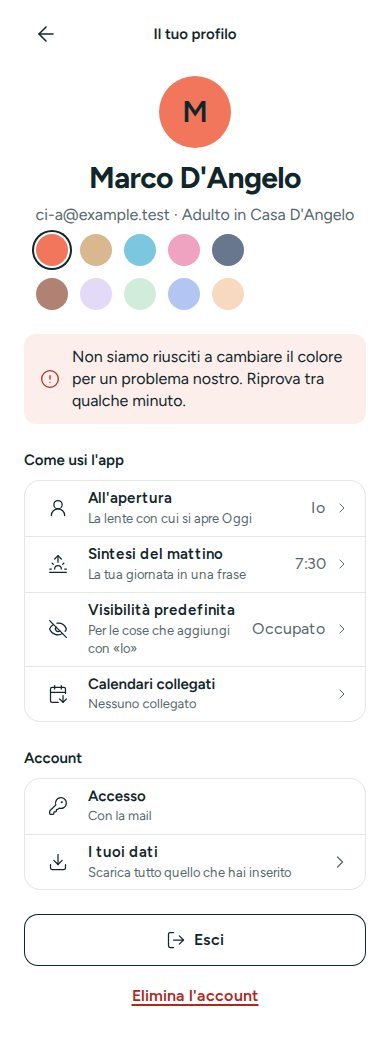 Il tuo profilo
M
Marco D'Angelo
ci-a@example.test · Adulto in Casa D'Angelo
Non siamo riusciti a cambiare il colore
per un problema nostro. Riprova tra
qualche minuto.
Come usi l'app
All'apertura
La lente con cui si apre Oggi
Io
Sintesi del mattino
La tua giornata in una frase
7:30
Visibilità predefinita
Per le cose che aggiungi
con «Io»
Occupato
Calendari collegati
Nessuno collegato
Account
Accesso
Con la mail
I tuoi dati
Scarica tutto quello che hai inserito
Esci
Elimina l'account